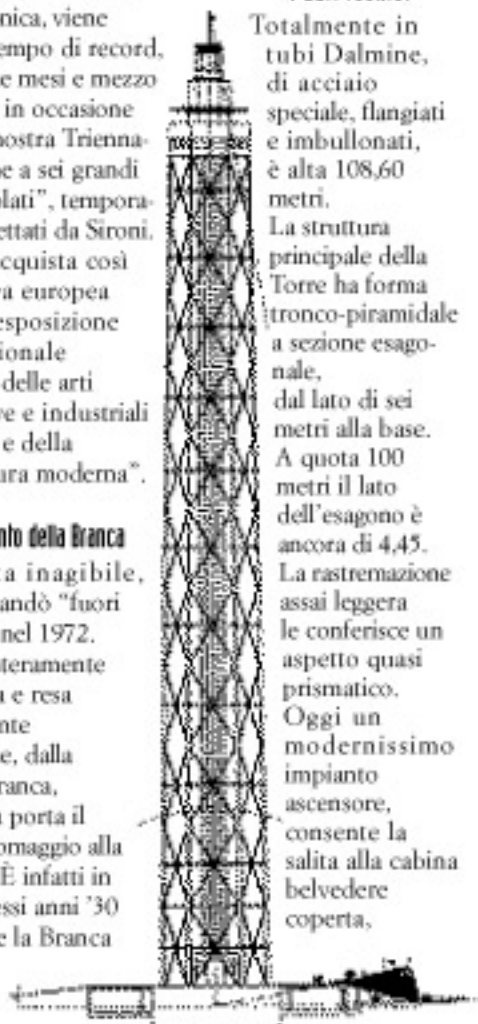 nica, viene
empo di record,
e mesi e mezzo
in occasione
nostra Trienna-
e a sei grandi
lati”, tempora-
ettati da Sironi.
cquista così
a europea
esposizione
ionale
delle arti
ve e industriali
e della
ura moderna”.
nto della Branca
a inagibile,
andò “fuori
nel 1972.
nteramente
a e resa
nte
e, dalla
ranca,
porta il
omaggio alla
È infatti in
essi anni '30
e la Branca
Totalmente in
tubi Dalmine,
di acciaio
speciale, flangiati
e imbullonati,
è alta 108,60
metri.
La struttura
principale della
Torre ha forma
tronco-piramidale
a sezione esago-
nale,
dal lato di sei
metri alla base.
A quota 100
metri il lato
dell'esagono è
ancora di 4,45.
La rastremazione
assai leggera
le conferisce un
aspetto quasi
prismatico.
Oggi un
modernissimo
impianto
ascensore,
consente la
salita alla cabina
belvedere
coperta,